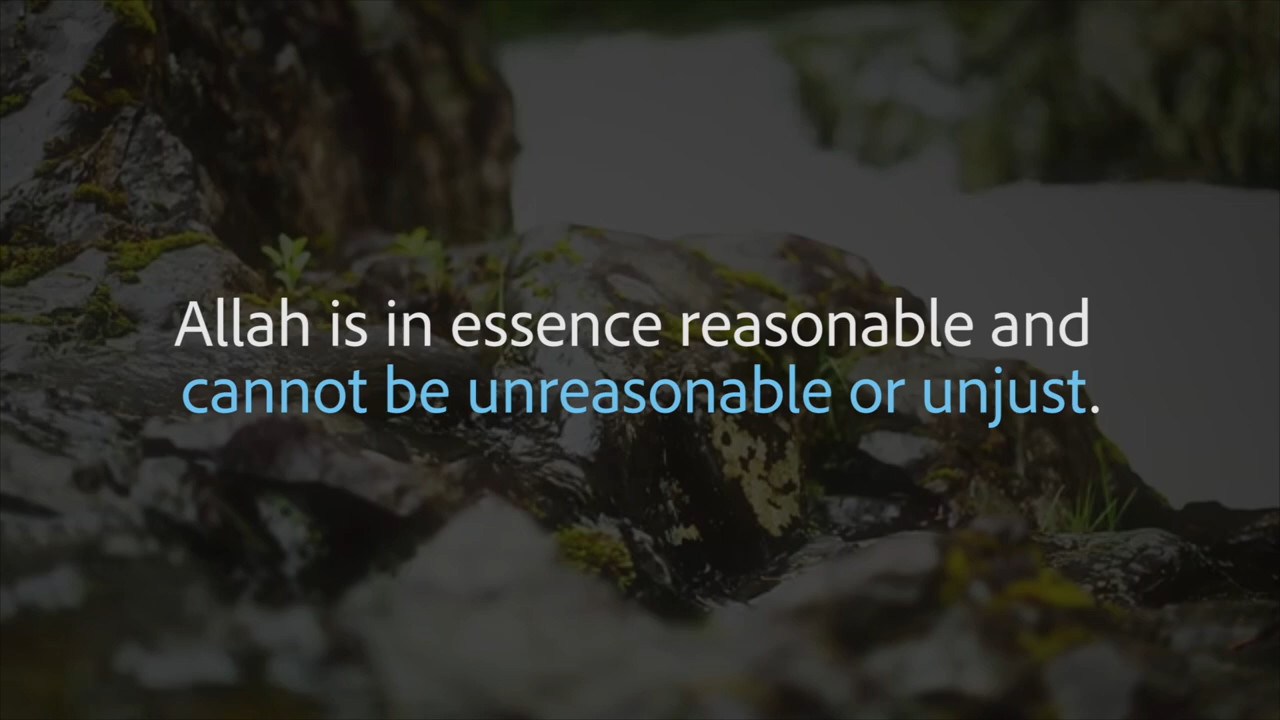 Allah is in essence reasonable and
cannot be unreasonable or unjust.